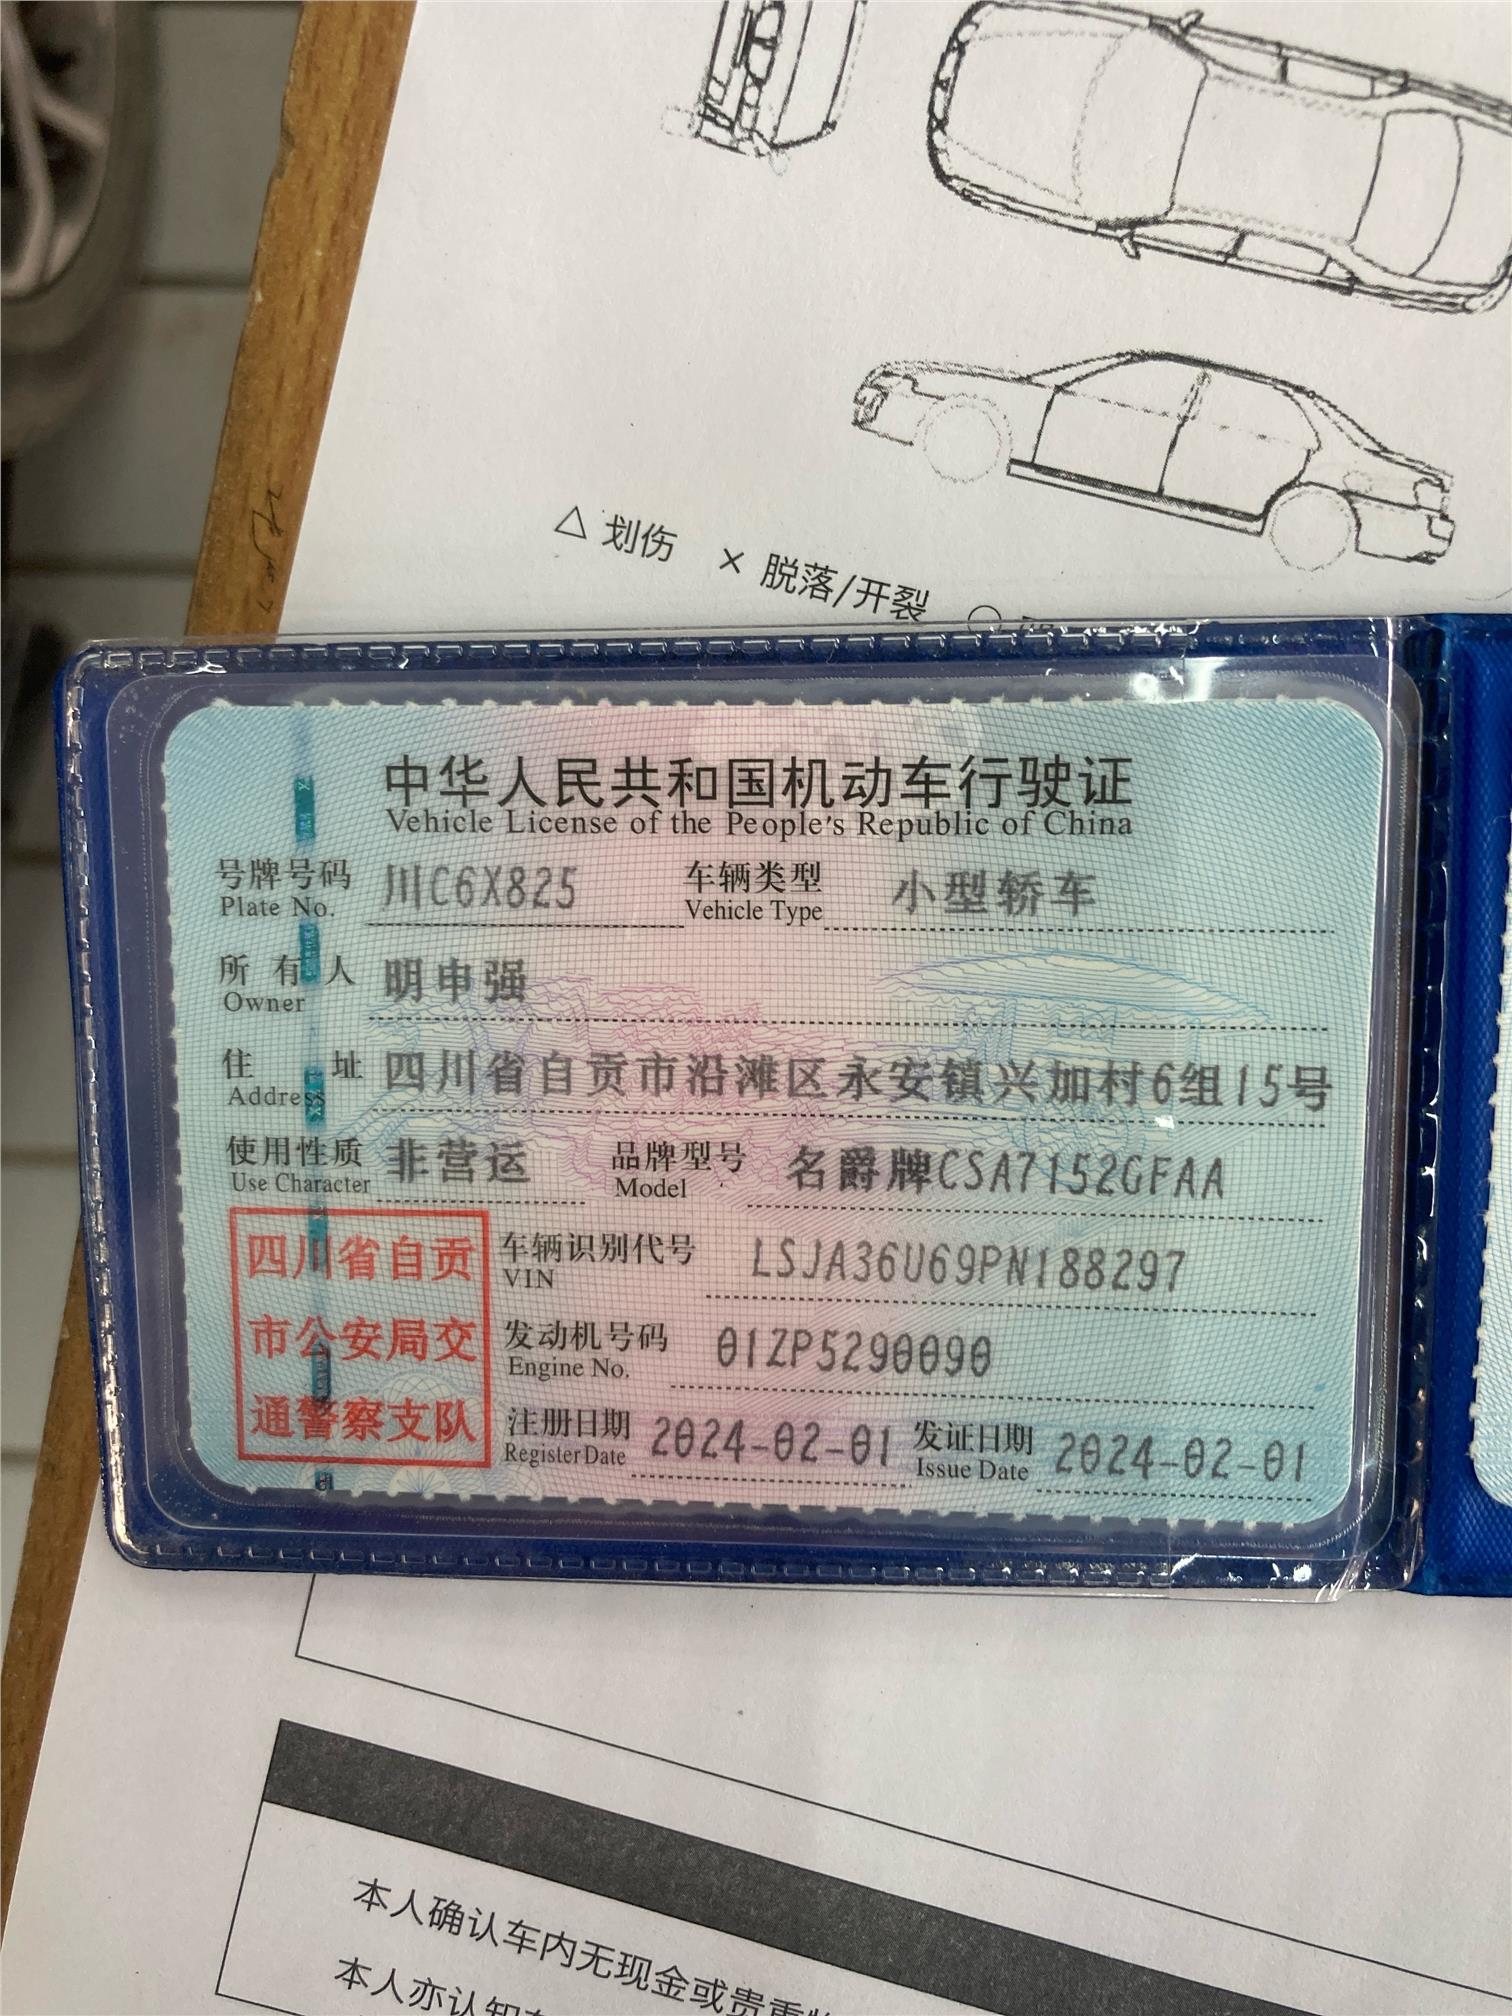 △ 划伤 × 脱落/开裂
中华人民共和国机动车行驶证
Vehicle License of the People's Republic of China
号牌号码 川C6X825 车辆类型 小型轿车
Plate No. Vehicle Type
所有人 明申强
Owner
住址 四川省自贡市沿滩区永安镇兴加村6组15号
Address
使用性质 非营运 品牌型号 名爵牌CSA7152GFAA
Use Character Model
四川省自贡
市公安局交
通警察支队
车辆识别代号 LSJA36U69PN188297
VIN
发动机号码 01ZP5290090
Engine No.
注册日期 2024-02-01 发证日期 2024-02-01
Register Date Issue Date
本人确认车内无现金或贵重
本人亦认知